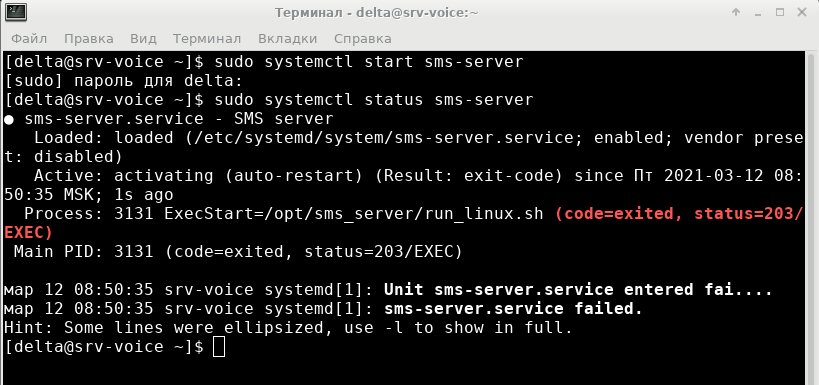 Терминал - delta@srv-voice:~
Файл Правка Вид Терминал Вкладки Справка
[delta@srv-voice ~]$ sudo systemctl start sms-server
[sudo] пароль для delta:
[delta@srv-voice ~]$ sudo systemctl status sms-server
● sms-server.service - SMS server
   Loaded: loaded (/etc/systemd/system/sms-server.service; enabled; vendor prese
t: disabled)
   Active: activating (auto-restart) (Result: exit-code) since Пт 2021-03-12 08:
50:35 MSK; 1s ago
  Process: 3131 ExecStart=/opt/sms_server/run_linux.sh (code=exited, status=203/
EXEC)
 Main PID: 3131 (code=exited, status=203/EXEC)

мар 12 08:50:35 srv-voice systemd[1]: Unit sms-server.service entered fai....
мар 12 08:50:35 srv-voice systemd[1]: sms-server.service failed.
Hint: Some lines were ellipsized, use -l to show in full.
[delta@srv-voice ~]$